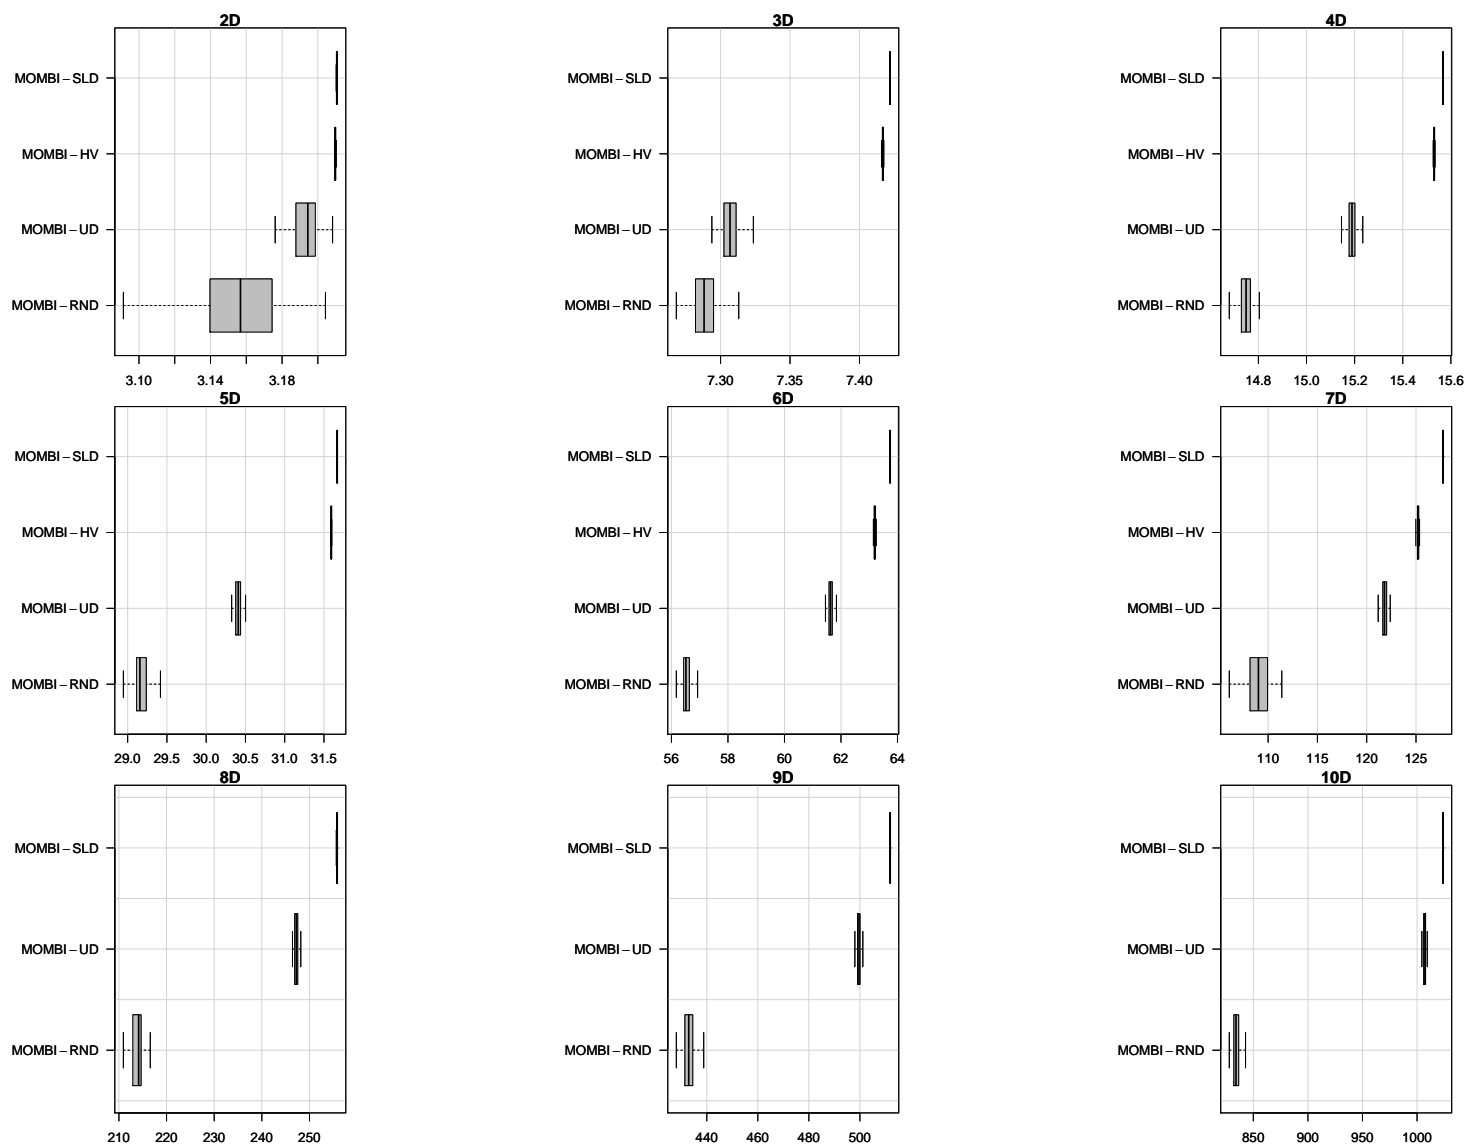 2D
MOMBI–SLD
MOMBI–HV
MOMBI–UD
MOMBI–RND
3.10 3.14 3.18
3D
MOMBI–SLD
MOMBI–HV
MOMBI–UD
MOMBI–RND
7.30 7.35 7.40
4D
MOMBI–SLD
MOMBI–HV
MOMBI–UD
MOMBI–RND
14.8 15.0 15.2 15.4 15.6
5D
MOMBI–SLD
MOMBI–HV
MOMBI–UD
MOMBI–RND
29.0 29.5 30.0 30.5 31.0 31.5
6D
MOMBI–SLD
MOMBI–HV
MOMBI–UD
MOMBI–RND
56 58 60 62 64
7D
MOMBI–SLD
MOMBI–HV
MOMBI–UD
MOMBI–RND
110 115 120 125
8D
MOMBI–SLD
MOMBI–UD
MOMBI–RND
210 220 230 240 250
9D
MOMBI–SLD
MOMBI–UD
MOMBI–RND
440 460 480 500
10D
MOMBI–SLD
MOMBI–UD
MOMBI–RND
850 900 950 1000